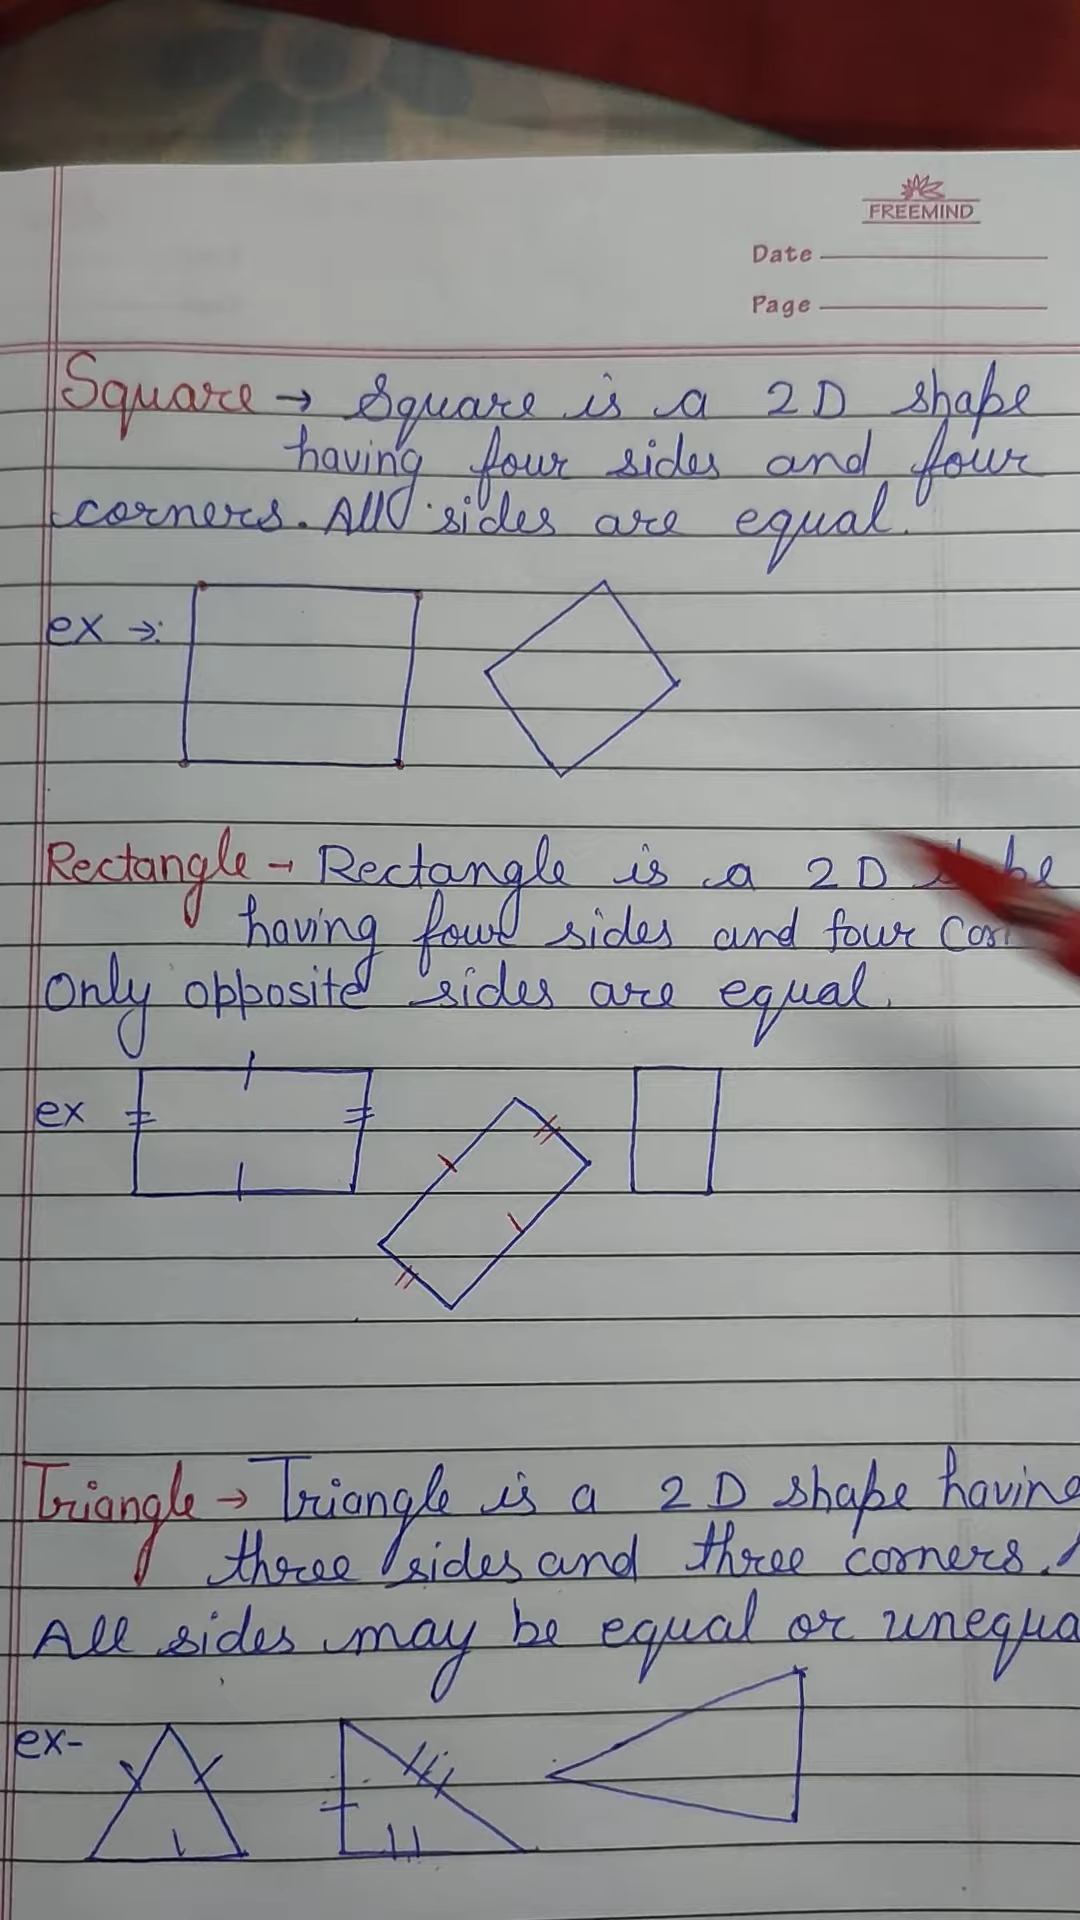 FREEMIND
Date
Page
Square → Square is a 2D shape
having four sides and four
corners. All sides are equal.
ex →:
Rectangle → Rectangle is a 2D
having four sides and four
Only opposite sides are equal.
ex
Triangle → Triangle is a 2D shape having
three sides and three corners.
All sides may be equal or unequa
ex-